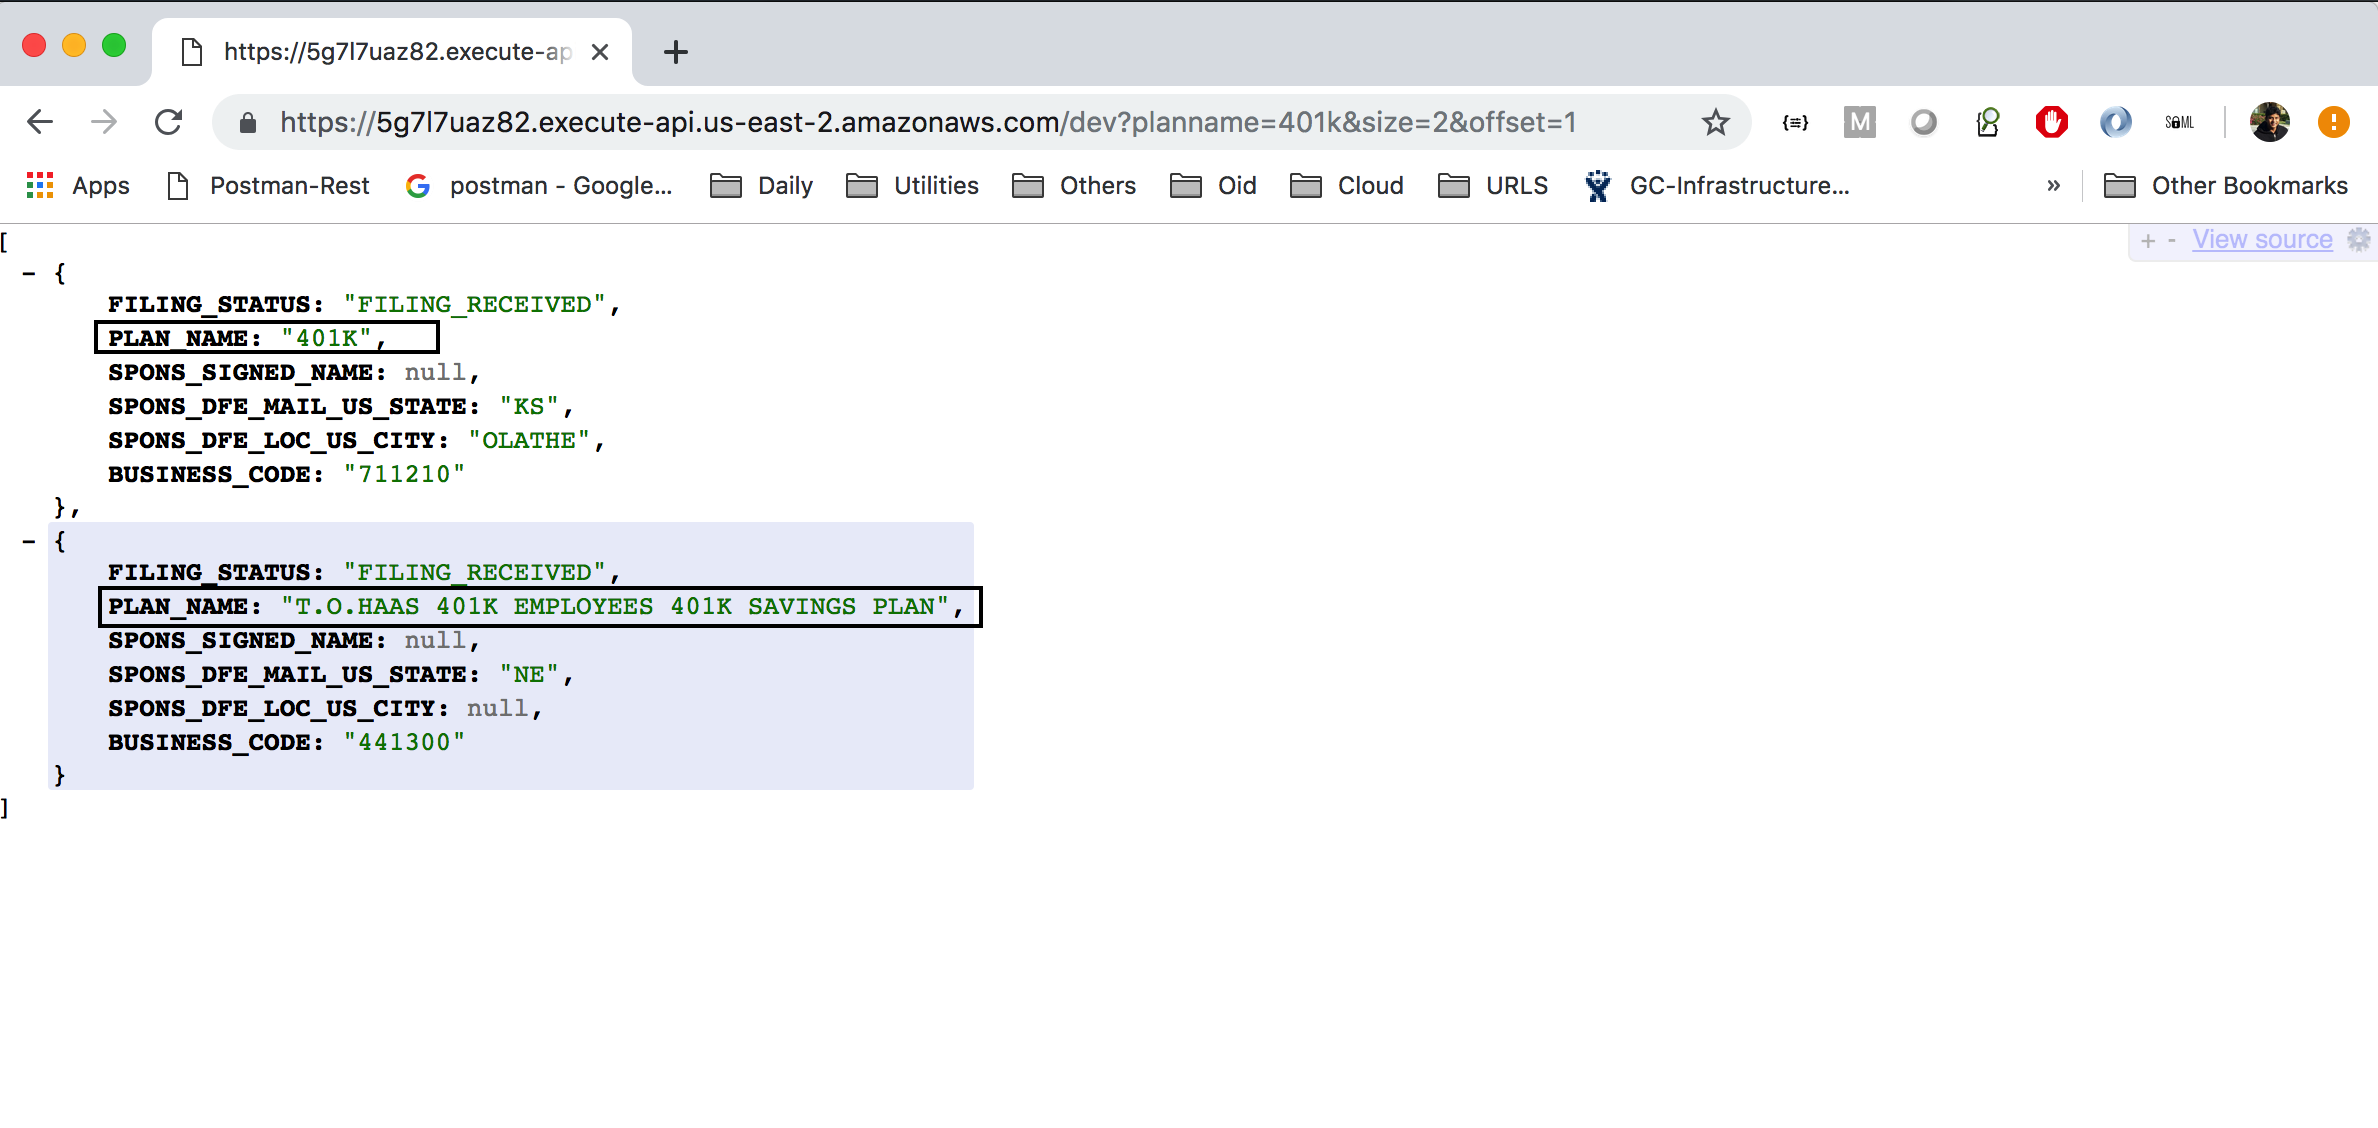 https://5g7l7uaz82.execute-ap
https://5g7l7uaz82.execute-api.us-east-2.amazonaws.com/dev?planname=401k&size=2&offset=1
{≡} M SAML
Apps Postman-Rest postman - Google... Daily Utilities Others Oid Cloud URLS GC-Infrastructure... » Other Bookmarks
+ - View source
[
- {
FILING_STATUS: "FILING_RECEIVED",
PLAN_NAME: "401K",
SPONS_SIGNED_NAME: null,
SPONS_DFE_MAIL_US_STATE: "KS",
SPONS_DFE_LOC_US_CITY: "OLATHE",
BUSINESS_CODE: "711210"
},
- {
FILING_STATUS: "FILING_RECEIVED",
PLAN_NAME: "T.O.HAAS 401K EMPLOYEES 401K SAVINGS PLAN",
SPONS_SIGNED_NAME: null,
SPONS_DFE_MAIL_US_STATE: "NE",
SPONS_DFE_LOC_US_CITY: null,
BUSINESS_CODE: "441300"
}
]